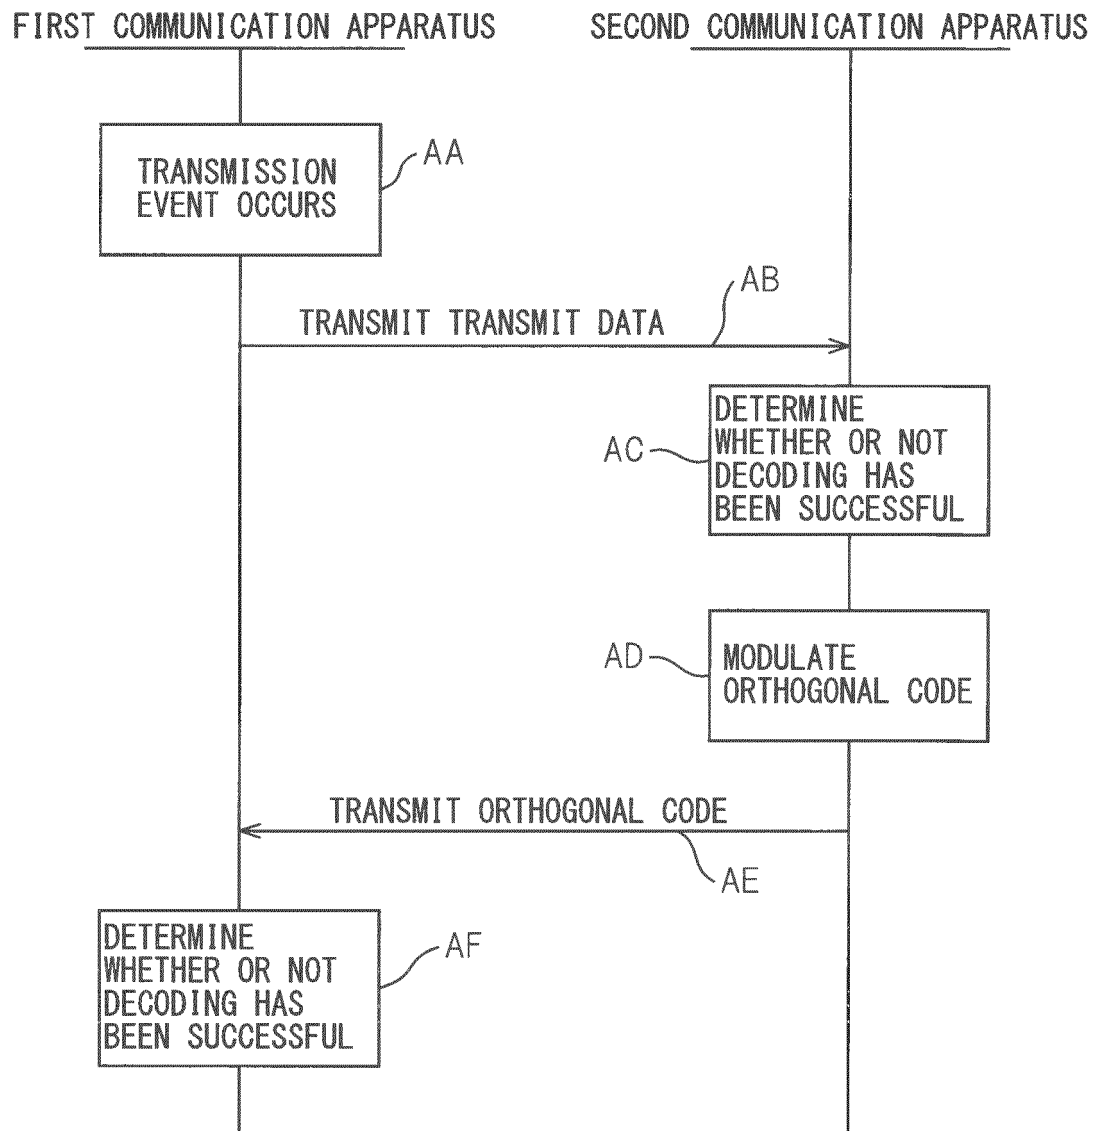 FIRST COMMUNICATION APPARATUS
SECOND COMMUNICATION APPARATUS
AA
TRANSMISSION
EVENT OCCURS
AB
TRANSMIT TRANSMIT DATA
AC
DETERMINE
WHETHER OR NOT
DECODING HAS
BEEN SUCCESSFUL
AD
MODULATE
ORTHOGONAL CODE
TRANSMIT ORTHOGONAL CODE
AE
DETERMINE
WHETHER OR NOT
DECODING HAS
BEEN SUCCESSFUL
AF